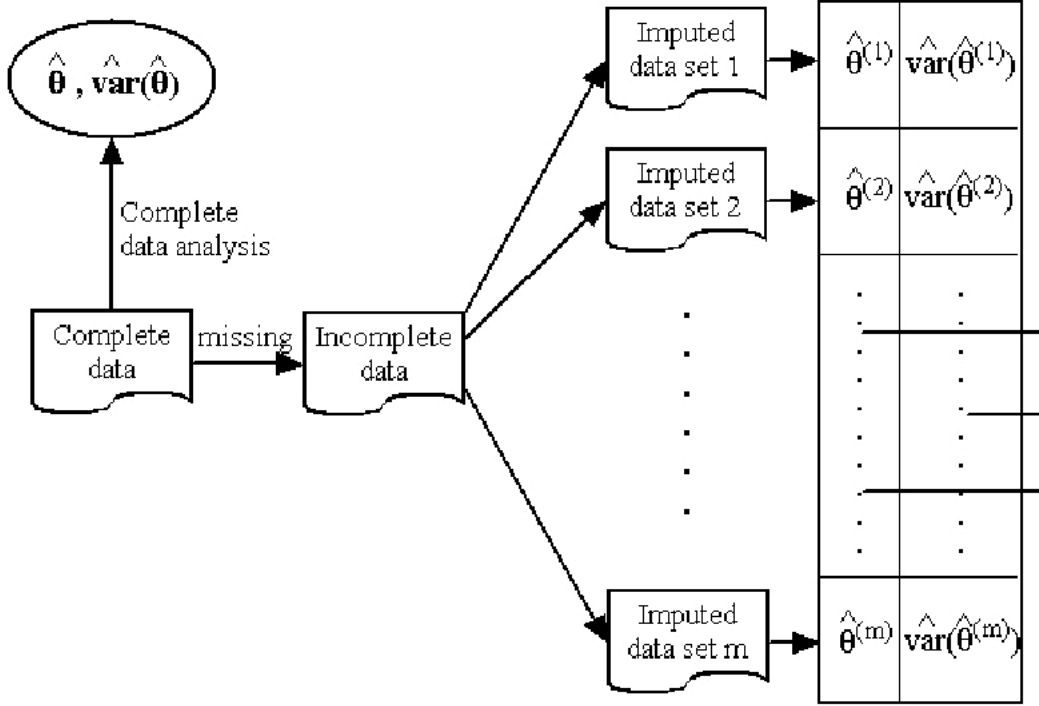 θ̂ , vâr(θ̂)
Complete
data analysis
Complete
data
missing
Incomplete
data
Imputed
data set 1
θ̂⁽¹⁾ vâr(θ̂⁽¹⁾)
Imputed
data set 2
θ̂⁽²⁾ vâr(θ̂⁽²⁾)
Imputed
data set m
θ̂⁽ᵐ⁾ vâr(θ̂⁽ᵐ⁾)